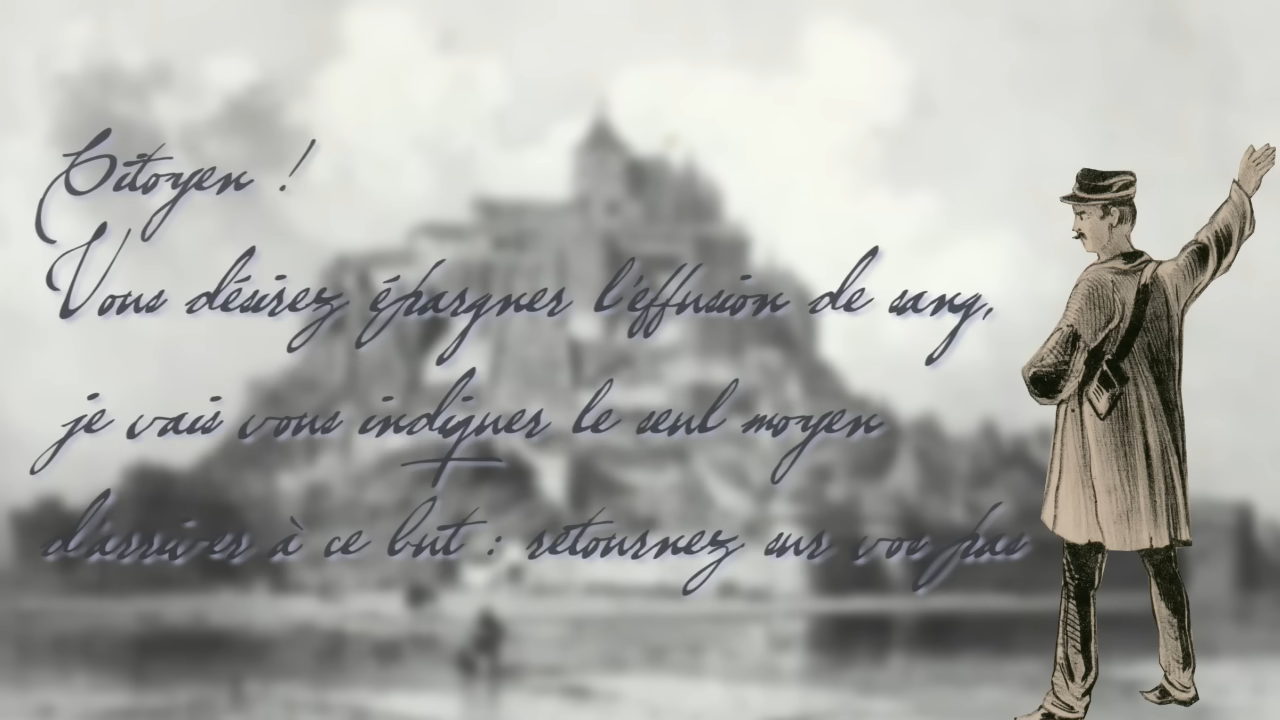 Citoyen !
Vous désirez épargner l'effusion de sang,
je vais vous indiquer le seul moyen
d'arriver à ce but : retournez sur vos pas